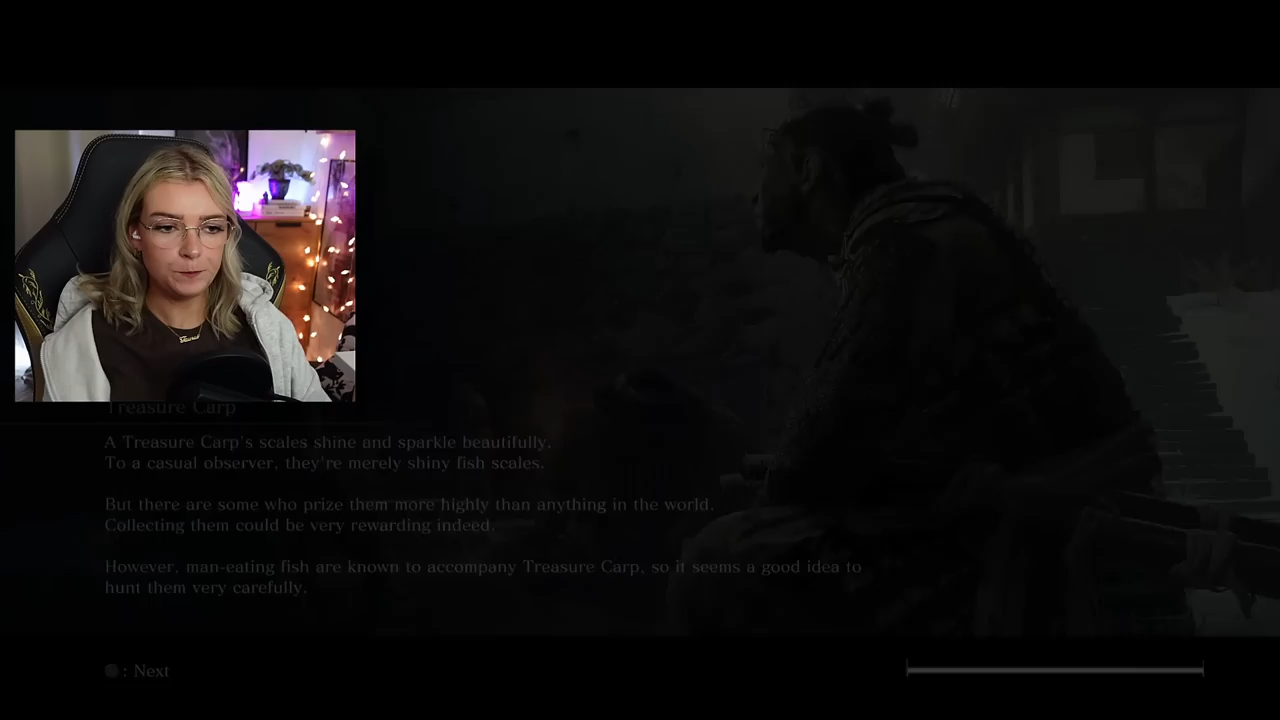 Treasure Carp
A Treasure Carp's scales shine and sparkle beautifully.
To a casual observer, they're merely shiny fish scales.
But there are some who prize them more highly than anything in the world.
Collecting them could be very rewarding indeed.
However, man-eating fish are known to accompany Treasure Carp, so it seems a good idea to
hunt them very carefully.
: Next